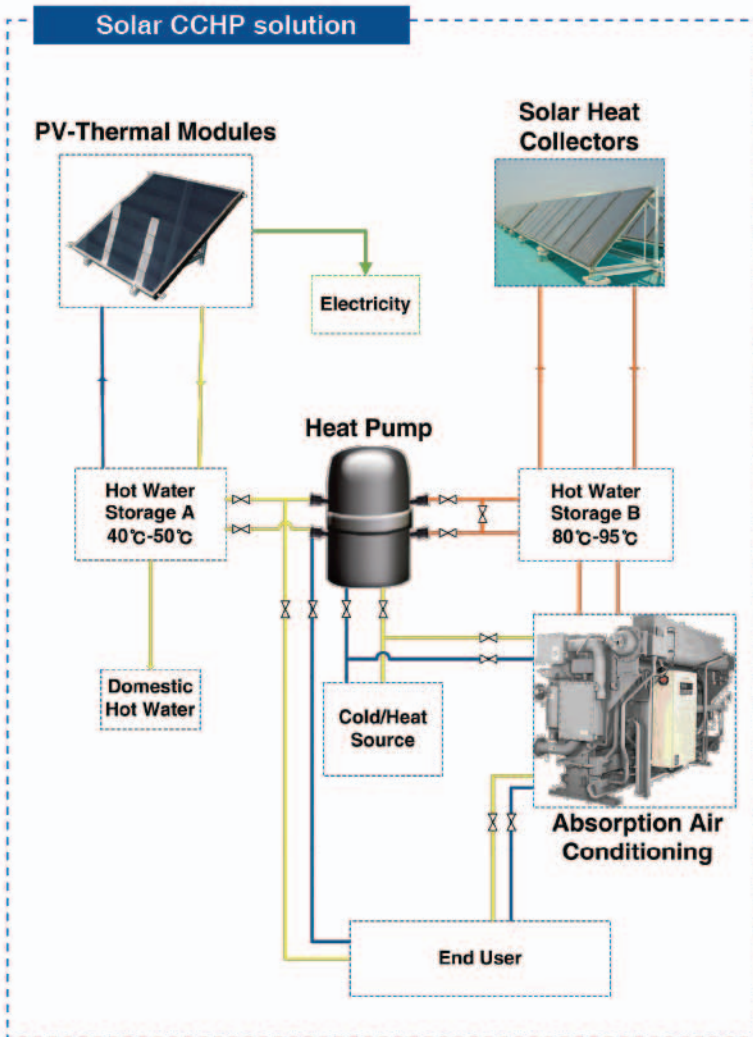 Solar CCHP solution
PV-Thermal Modules
Solar Heat
Collectors
Electricity
Heat Pump
Hot Water
Storage A
40℃-50℃
Hot Water
Storage B
80℃-95℃
Domestic
Hot Water
Cold/Heat
Source
Absorption Air
Conditioning
End User